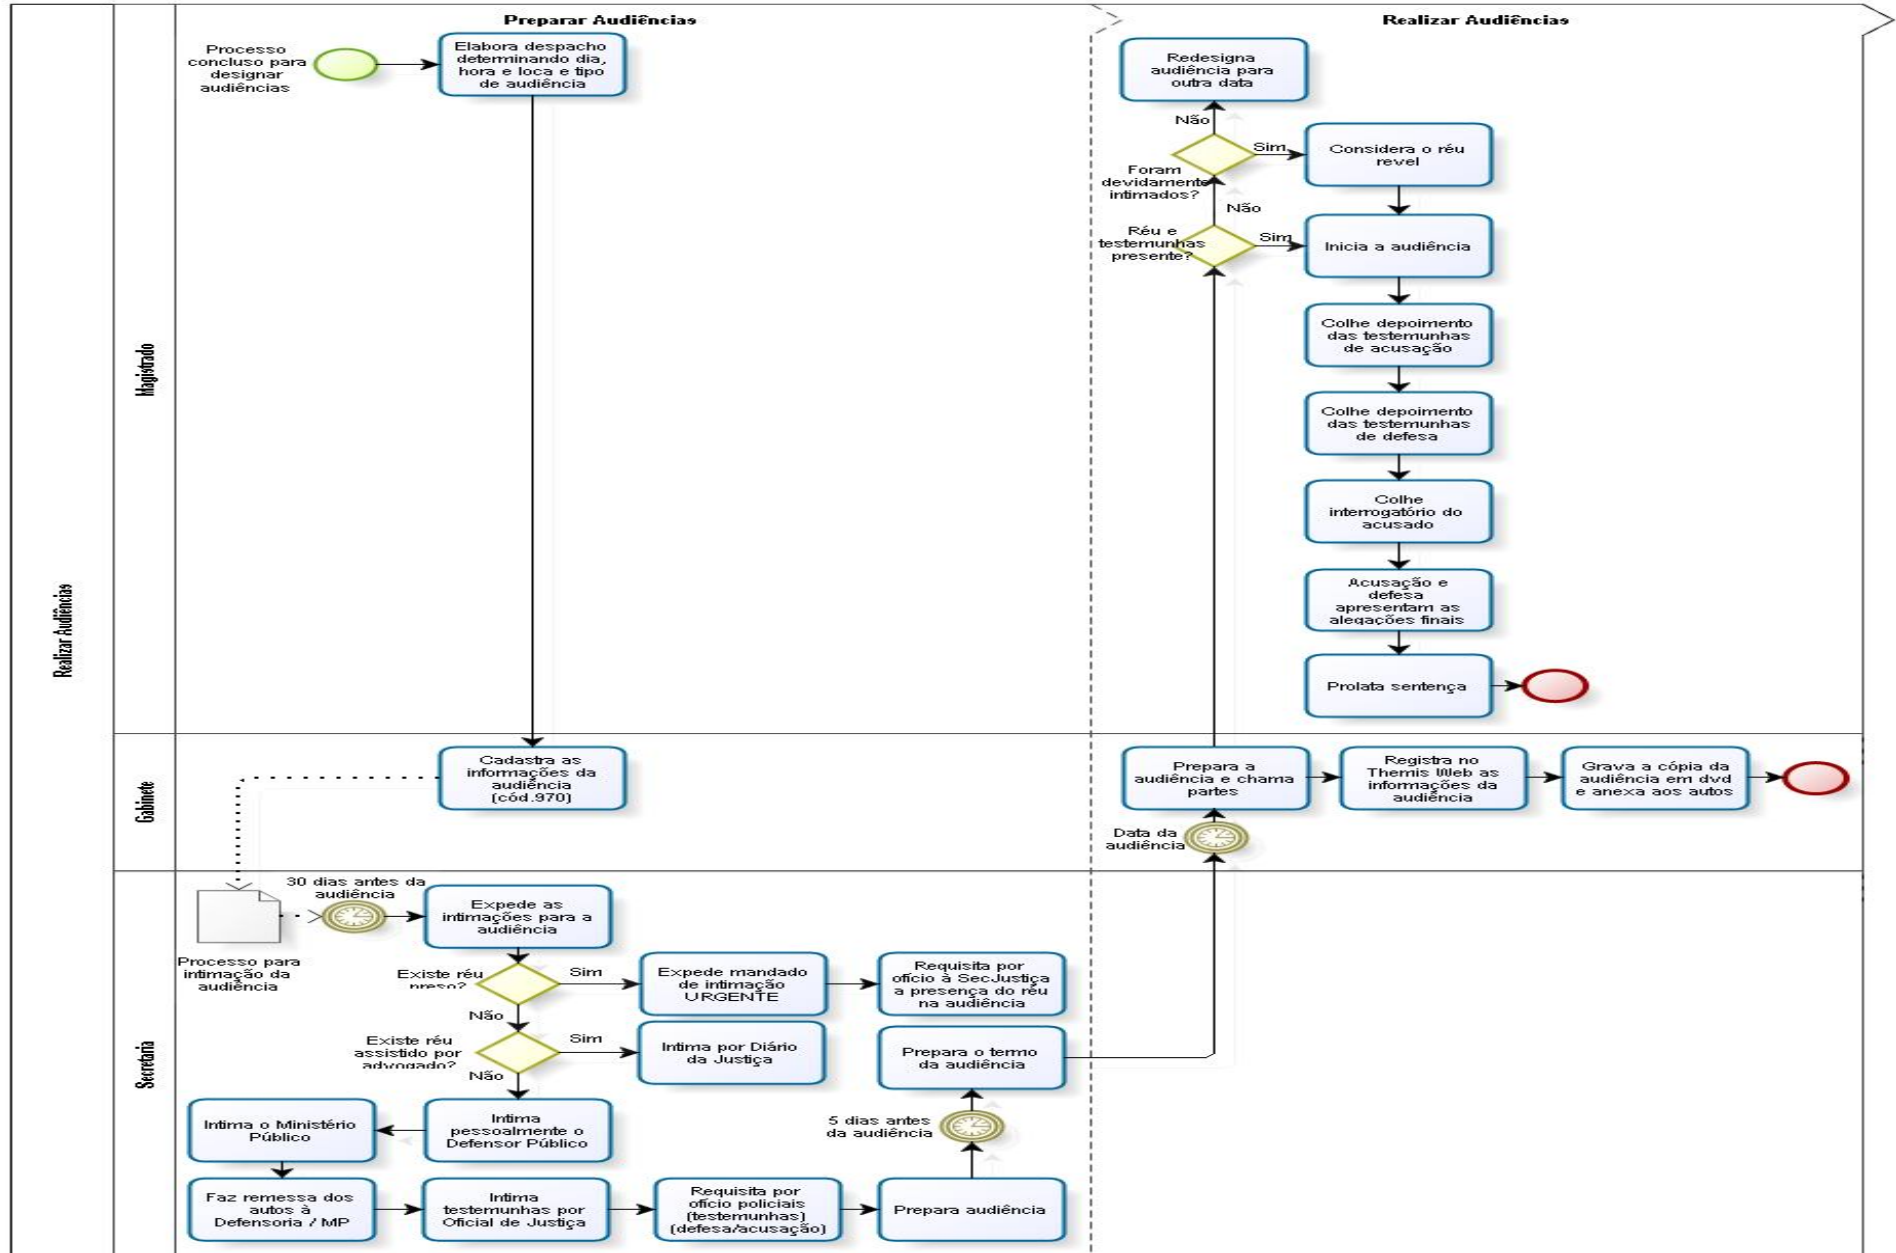 Preparar Audiências
Realizar Audiências
Realizar Audiências
Magistrado
Processo
concluso para
designar
audiências
Elabora despacho
determinando dia,
hora e loca e tipo
de audiência
Redesigna
audiência para
outra data
Não
Foram
devidamente
intimados?
Sim
Considera o réu
revel
Não
Réu e
testemunhas
presente?
Sim
Inicia a audiência
Colhe depoimento
das testemunhas
de acusação
Colhe depoimento
das testemunhas
de defesa
Colhe
interrogatório do
acusado
Acusação e
defesa
apresentam as
alegações finais
Prolata sentença
Gabinete
Cadastra as
informações da
audiência
(cód.970)
Prepara a
audiência e chama
partes
Registra no
Themis Web as
informações da
audiência
Grava a cópia da
audiência em dvd
e anexa aos autos
Data da
audiência
Secretaria
Processo para
intimação da
audiência
30 dias antes da
audiência
Expede as
intimações para a
audiência
Existe réu
preso?
Sim
Expede mandado
de intimação
URGENTE
Requisita por
ofício à SecJustiça
a presença do réu
na audiência
Não
Existe réu
assistido por
advogado?
Sim
Intima por Diário
da Justiça
Prepara o termo
da audiência
Não
Intima o Ministério
Público
Intima
pessoalmente o
Defensor Público
5 dias antes
da audiência
Faz remessa dos
autos à
Defensoria / MP
Intima
testemunhas por
Oficial de Justiça
Requisita por
ofício policiais
(testemunhas)
(defesa/acusação)
Prepara audiência